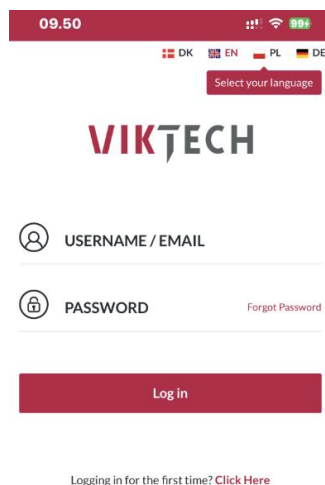 09.50 99+
DK EN PL DE
Select your language
VIKTECH
USERNAME / EMAIL
PASSWORD Forgot Password
Log in
Logging in for the first time? Click Here